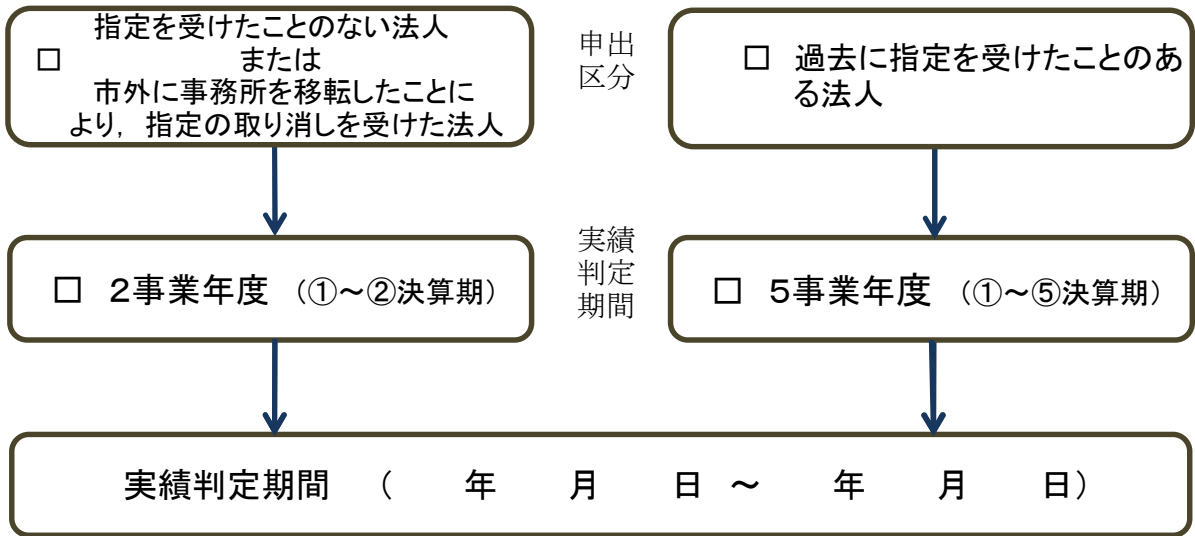 指定を受けたことのない法人
□ または
市外に事務所を移転したことに
より，指定の取り消しを受けた法人
申出
区分
□ 過去に指定を受けたことのあ
る法人
□ ２事業年度 （①～②決算期）
実績
判定
期間
□ ５事業年度 （①～⑤決算期）
実績判定期間 （ 年 月 日 ～ 年 月 日）